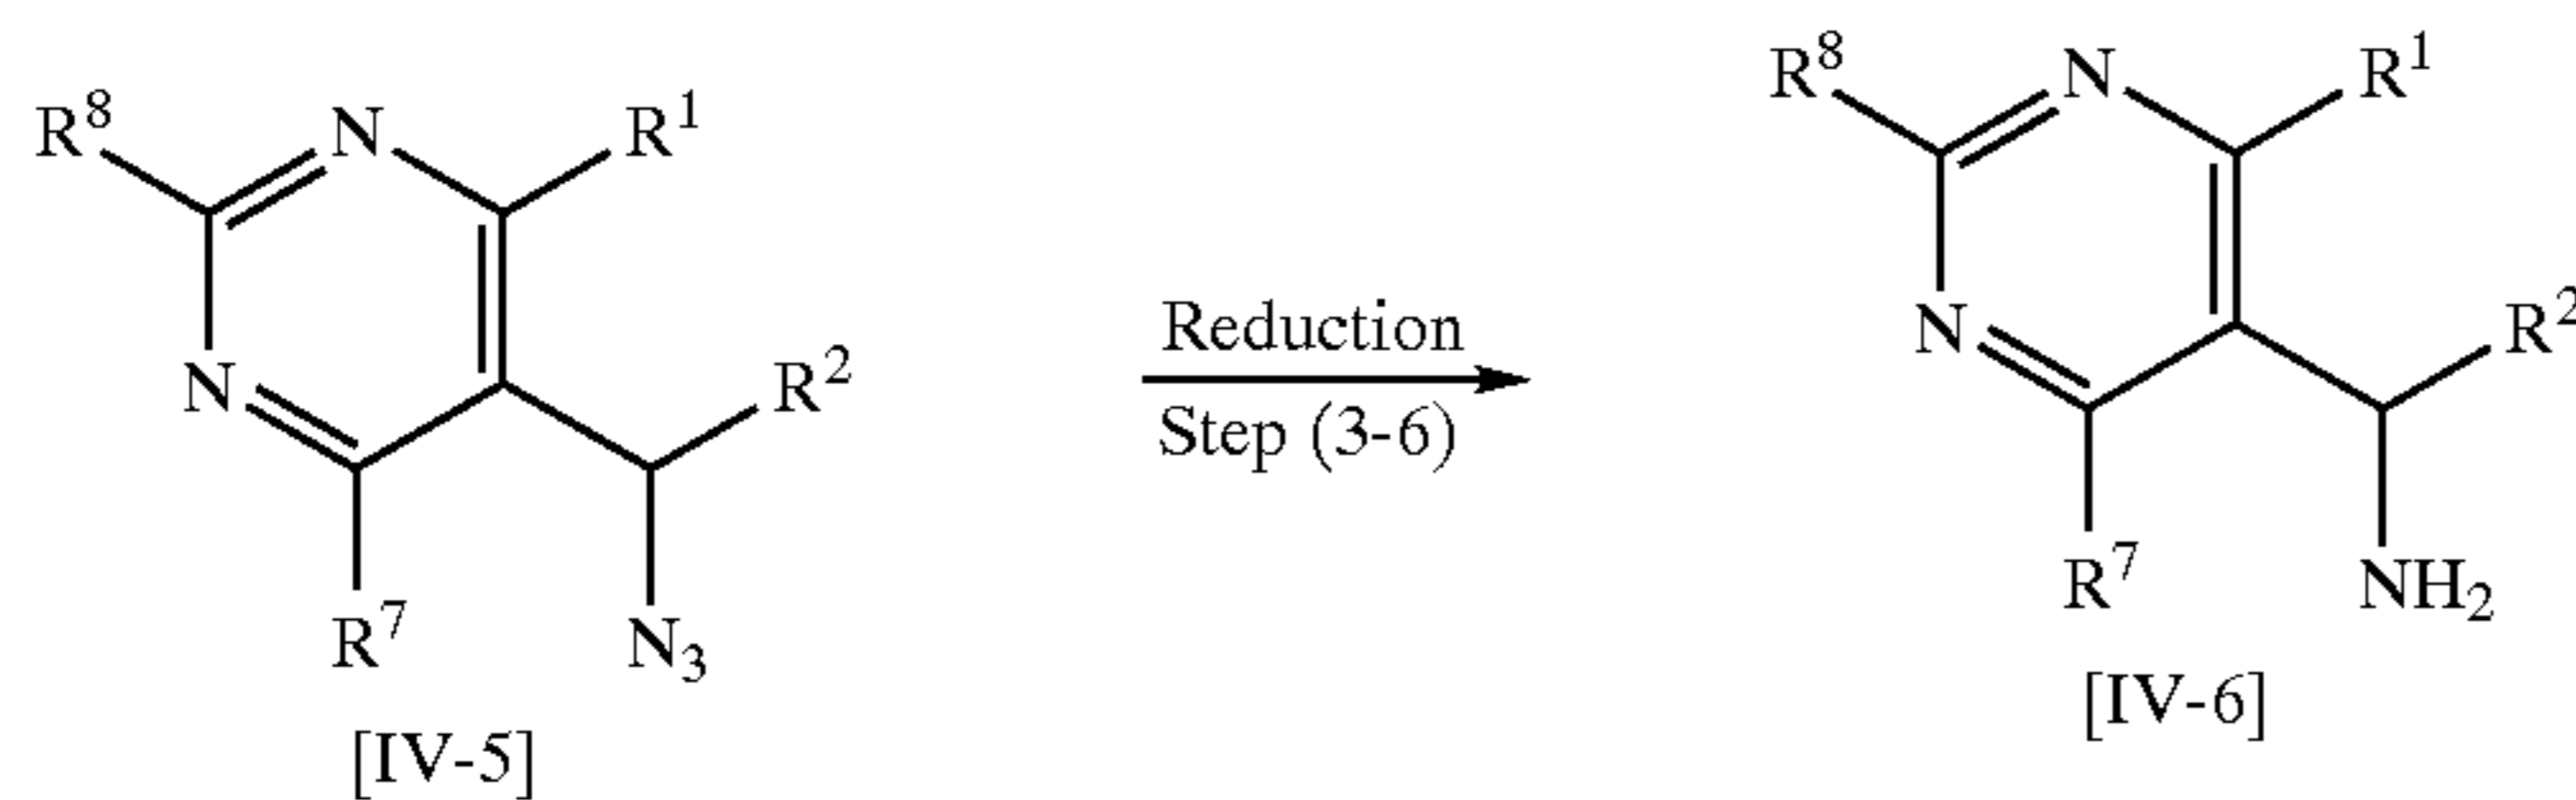 R⁸ N R¹
N R²
R⁷ N₃
[IV-5]
Reduction
Step (3-6)
R⁸ N R¹
N R²
R⁷ NH₂
[IV-6]